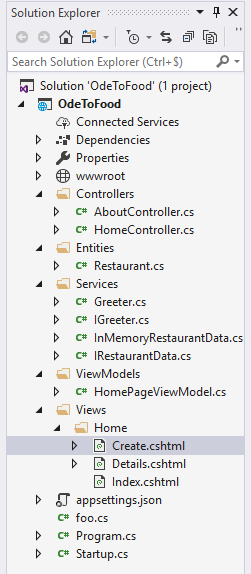 Solution Explorer
Search Solution Explorer (Ctrl+$)
Solution 'OdeToFood' (1 project)
OdeToFood
Connected Services
Dependencies
Properties
wwwroot
Controllers
C# AboutController.cs
C# HomeController.cs
Entities
C# Restaurant.cs
Services
C# Greeter.cs
C# IGreeter.cs
C# InMemoryRestaurantData.cs
C# IRestaurantData.cs
ViewModels
C# HomePageViewModel.cs
Views
Home
Create.cshtml
Details.cshtml
Index.cshtml
appsettings.json
C# foo.cs
C# Program.cs
C# Startup.cs